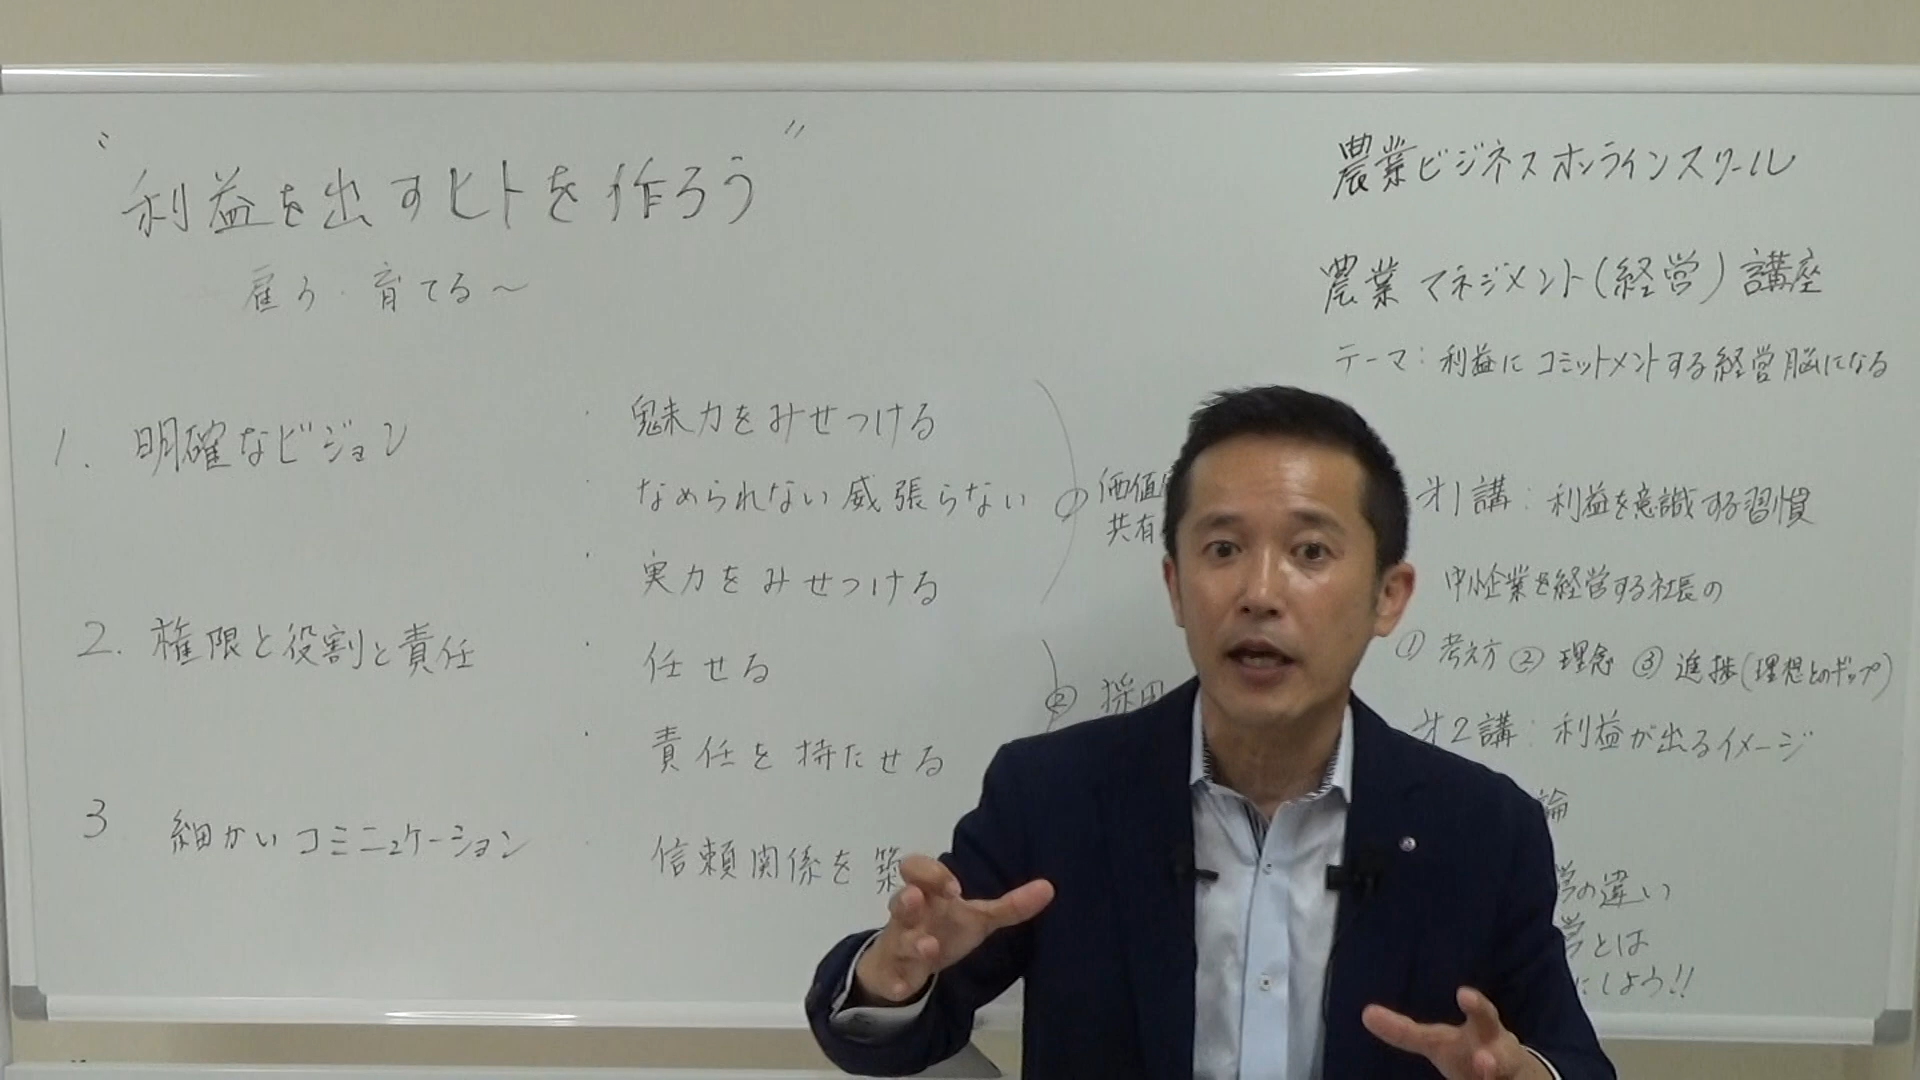 "利益を出すヒトを作ろう"
雇う・育てる～
1. 明確なビジョン
2. 権限と役割と責任
3 細かいコミニュケーション
・魅力をみせつける
・なめられない威張らない
・実力をみせつける
・任せる
・責任を持たせる
・信頼関係を築
① 価値
共有
② 採用
農業ビジネスオンラインスクール
農業マネジメント(経営)講座
テーマ:利益にコミットメントする経営脳になる
才1講:利益を意識する習慣
中小企業を経営する社長の
①考え方②理念③進捗(理想とのギャップ)
才2講:利益が出るイメージ
論
の違い
とは
にしよう!!